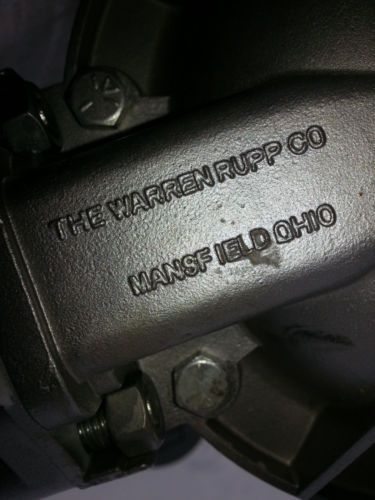 THE WARREN RUPP CO
MANSFIELD OHIO